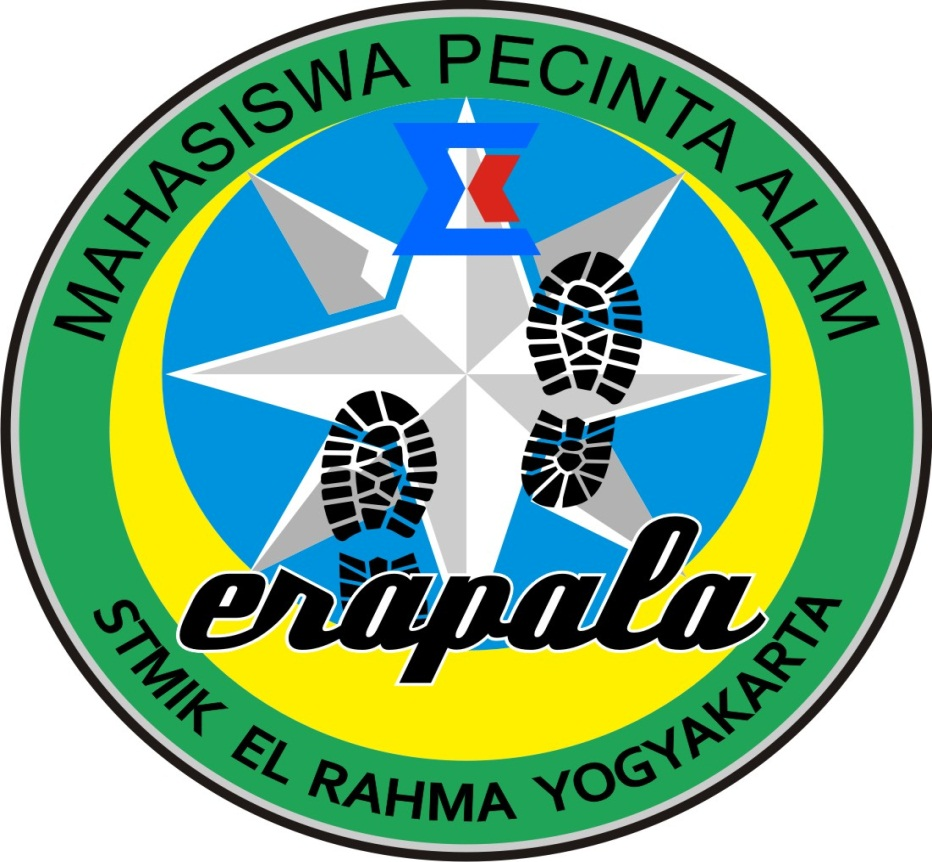 MAHASISWA PECINTA ALAM
erapala
STMIK EL RAHMA YOGYAKARTA